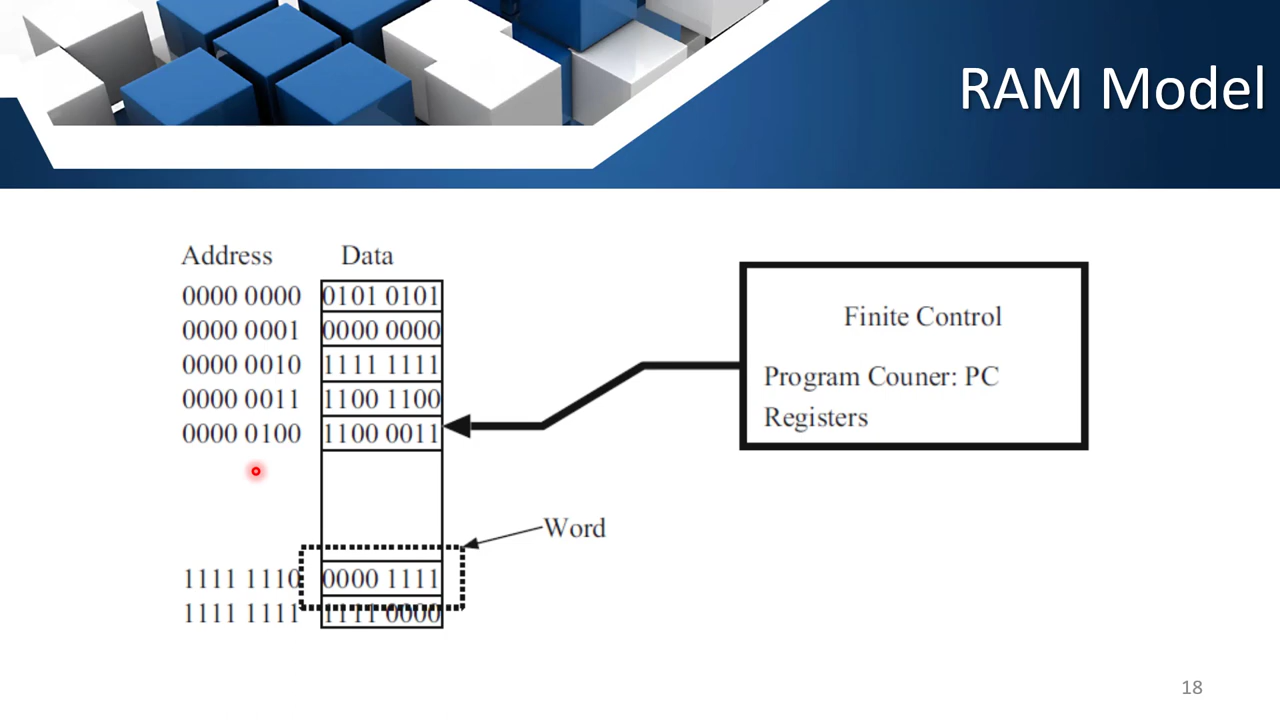 RAM Model
Address Data
0000 0000 0101 0101
0000 0001 0000 0000
0000 0010 1111 1111
0000 0011 1100 1100
0000 0100 1100 0011
Finite Control
Program Couner: PC
Registers
Word
1111 1110 0000 1111
1111 1111 1111 0000
18